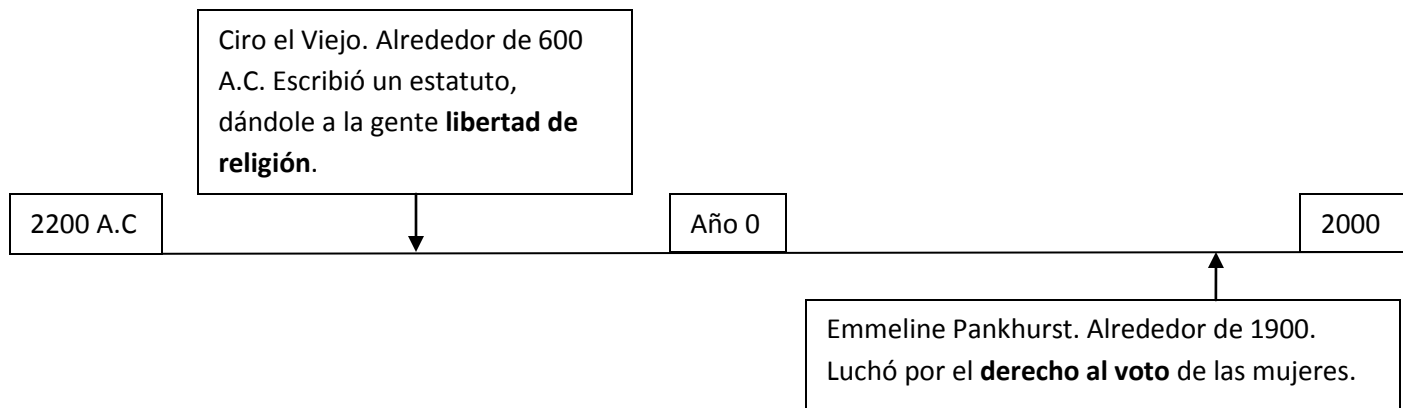 Ciro el Viejo. Alrededor de 600
A.C. Escribió un estatuto,
dándole a la gente libertad de
religión.
2200 A.C
Año 0
2000
Emmeline Pankhurst. Alrededor de 1900.
Luchó por el derecho al voto de las mujeres.